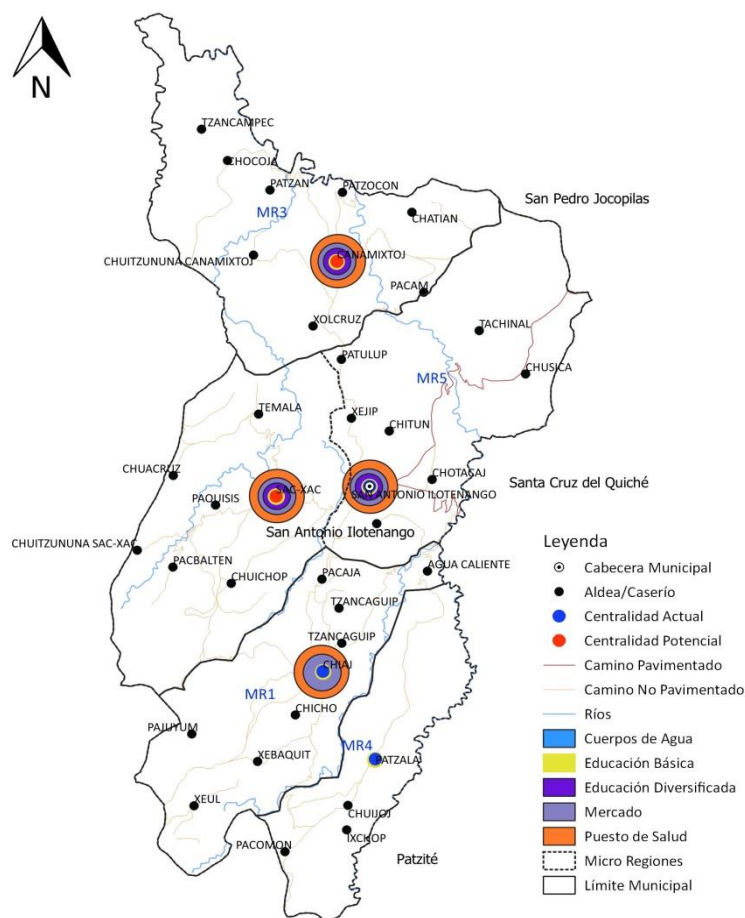 N
TZANCAMPEC
CHOCOJA
PATZAN
PATZOCON
San Pedro Jocopilas
MR3
CHATIAN
CHUITZUNUNA CANAMIXTOJ
CANAMIXTOJ
PACAM
XOLCRUZ
TACHINAL
PATULUP
MR5
CHUSICA
TEMALA
XEJIP
CHITUN
CHUACRUZ
CHOTACAJ
Santa Cruz del Quiché
PAQUISIS
SAC-XAC
SAN ANTONIO ILOTENANGO
San Antonio Ilotenango
CHUITZUNUNA SAC-XAC
PACBALTEN
CHUICHOP
PACAJA
AGUA CALIENTE
TZANCAGUIP
TZANCAGUIP
CHIAJ
MR1
CHICHO
PAJUYUM
XEBAQUIT
MR4
PATZALA
XEUL
CHUIJOJ
IXCHOP
PACOMON
Patzité
Leyenda
Cabecera Municipal
Aldea/Caserío
Centralidad Actual
Centralidad Potencial
Camino Pavimentado
Camino No Pavimentado
Ríos
Cuerpos de Agua
Educación Básica
Educación Diversificada
Mercado
Puesto de Salud
Micro Regiones
Límite Municipal